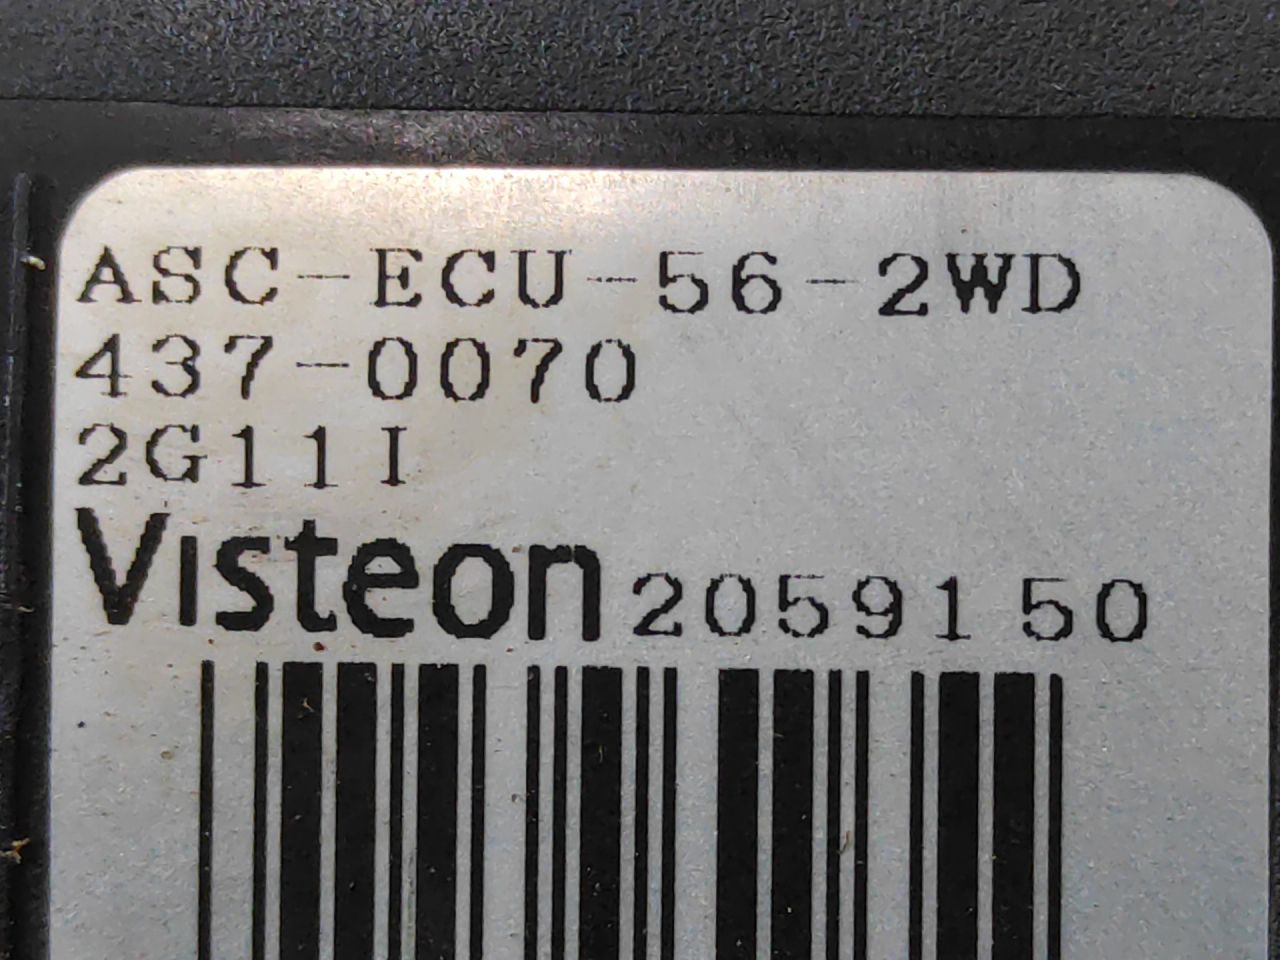 ASC-ECU-56-2WD
437-0070
2G11I
Visteon 2059150